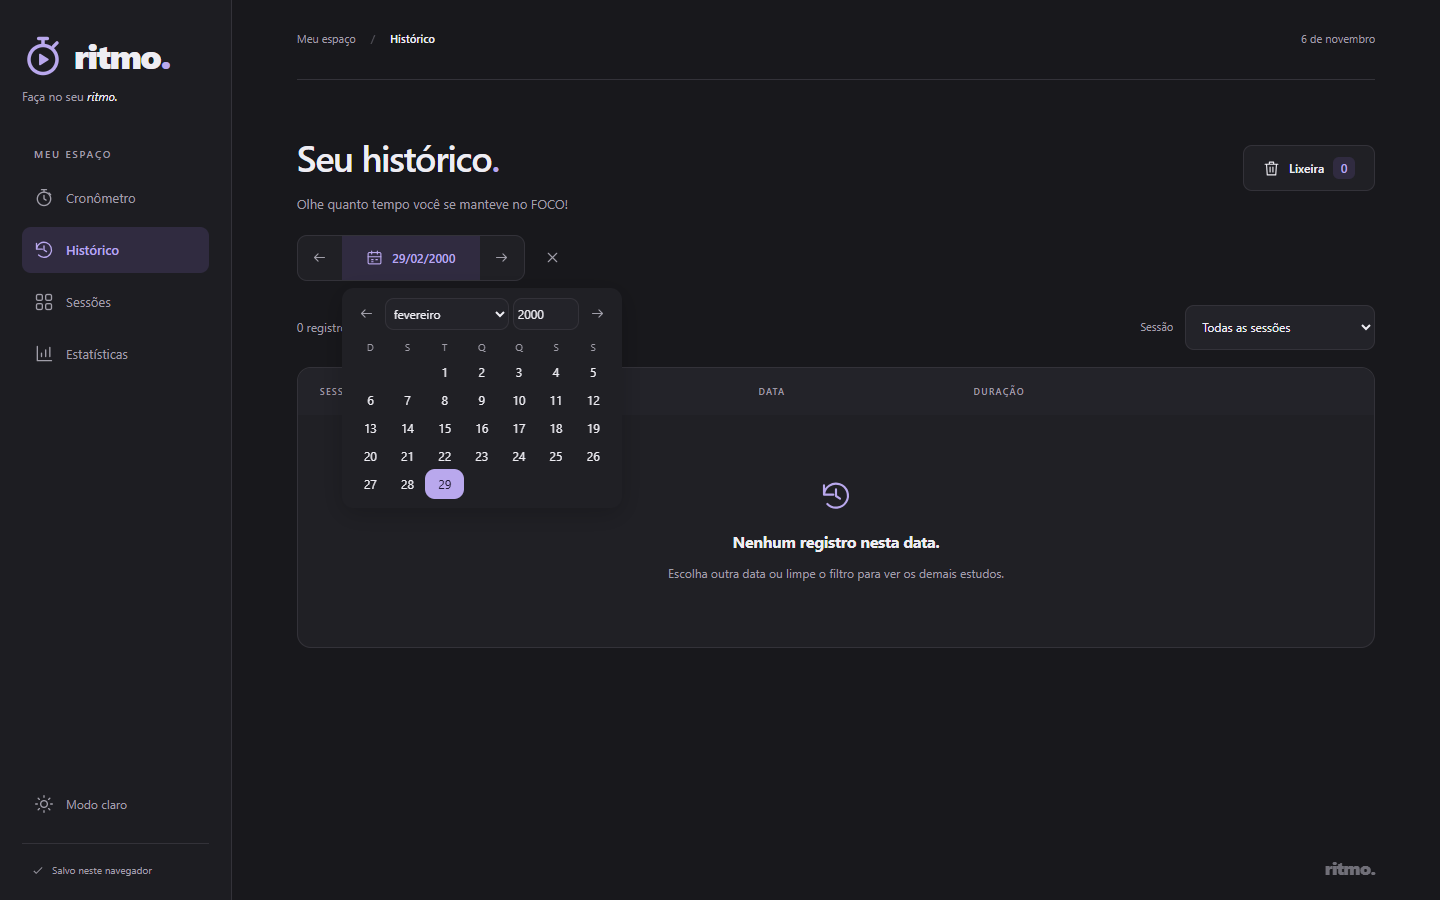 ritmo.
Faça no seu ritmo.
MEU ESPAÇO
Cronômetro
Histórico
Sessões
Estatísticas
Modo claro
Salvo neste navegador
Meu espaço / Histórico
6 de novembro
Seu histórico.
Olhe quanto tempo você se manteve no FOCO!
Lixeira 0
29/02/2000
fevereiro 2000
D S T Q Q S S
1 2 3 4 5
6 7 8 9 10 11 12
13 14 15 16 17 18 19
20 21 22 23 24 25 26
27 28 29
0 registr
Sessão Todas as sessões
SESS DATA DURAÇÃO
Nenhum registro nesta data.
Escolha outra data ou limpe o filtro para ver os demais estudos.
ritmo.